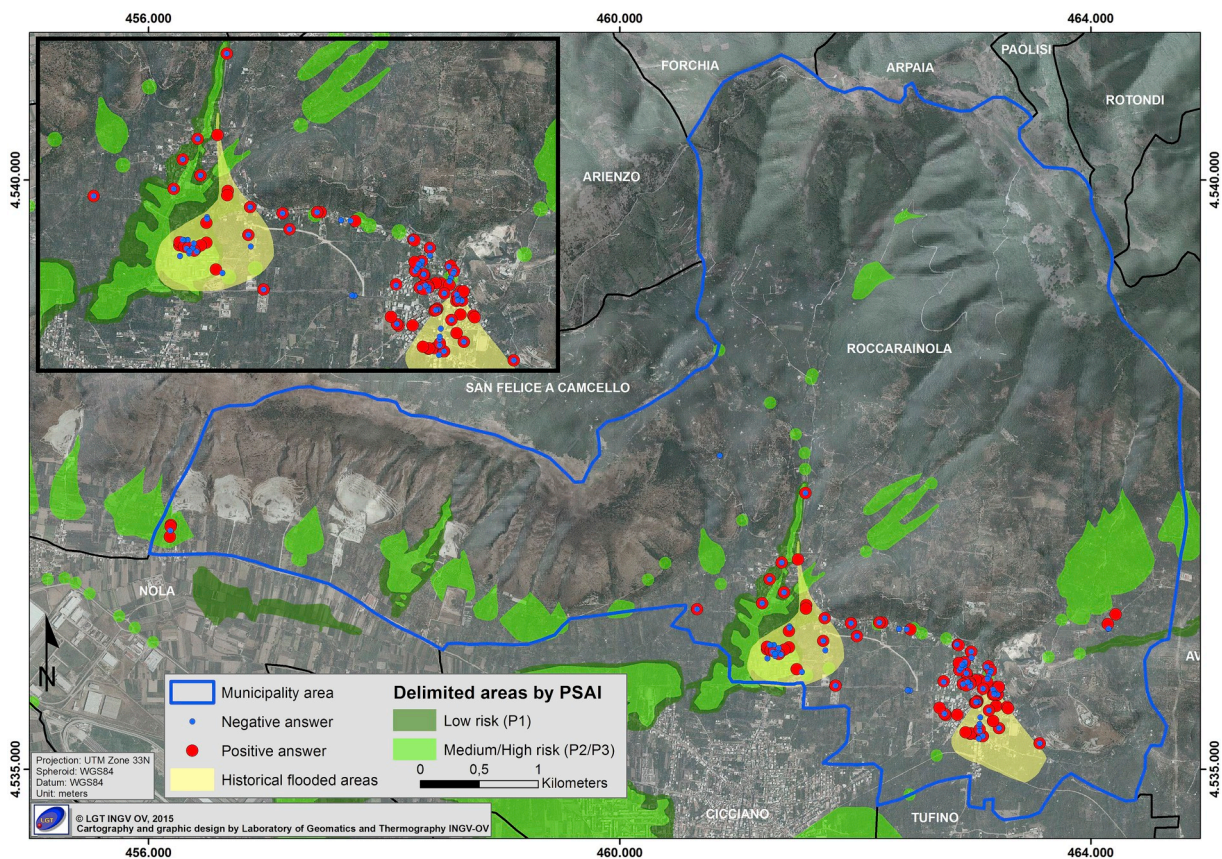 456.000
460.000
464.000
FORCHIA
PAOLISI
ARPAIA
ROTONDI
4.540.000
4.540.000
ARIENZO
ROCCARAINOLA
SAN FELICE A CAMCELLO
NOLA
AV
N
Municipality area
Negative answer
Positive answer
Historical flooded areas
Delimited areas by PSAI
Low risk (P1)
Medium/High risk (P2/P3)
0 0,5 1
Kilometers
Projection: UTM Zone 33N
Spheroid: WGS84
Datum: WGS84
Unit: meters
4.535.000
4.535.000
LGT
© LGT INGV OV, 2015
Cartography and graphic design by Laboratory of Geomatics and Thermography INGV-OV
CICCIANO
TUFINO
456.000
460.000
464.000